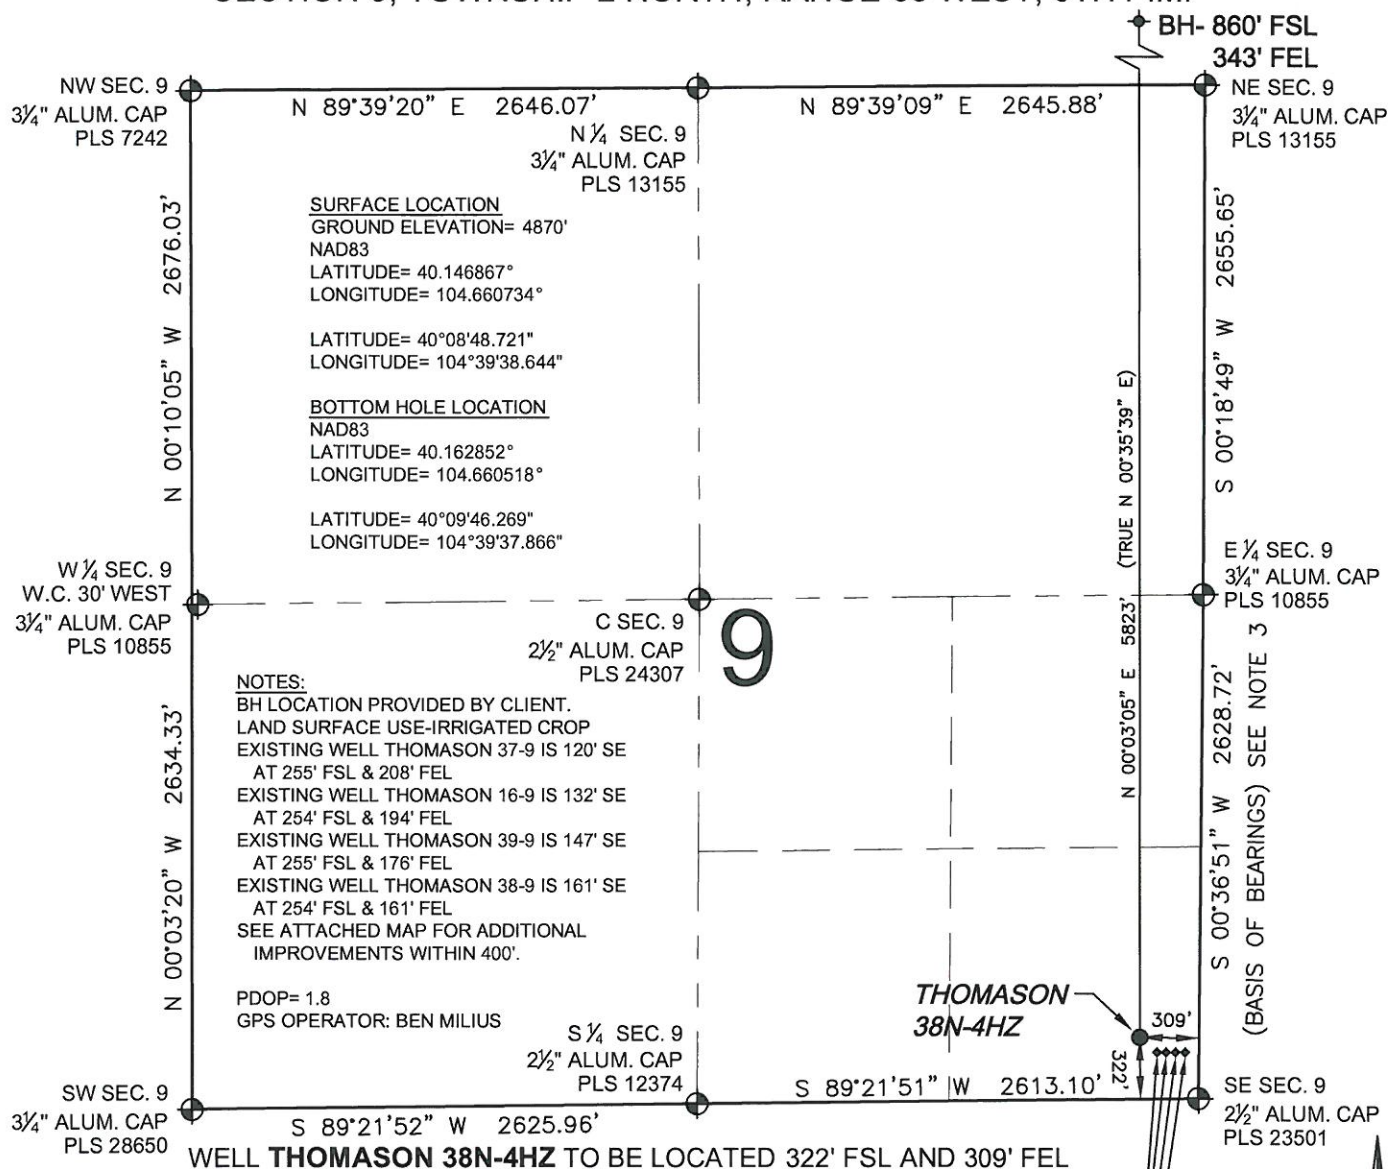 BH- 860' FSL
343' FEL
NW SEC. 9
3¼" ALUM. CAP
PLS 7242
N 89°39'20" E 2646.07'
N 89°39'09" E 2645.88'
NE SEC. 9
3¼" ALUM. CAP
PLS 13155
N ¼ SEC. 9
3¼" ALUM. CAP
PLS 13155
N 00°10'05" W 2676.03'
SURFACE LOCATION
GROUND ELEVATION= 4870'
NAD83
LATITUDE= 40.146867°
LONGITUDE= 104.660734°
LATITUDE= 40°08'48.721"
LONGITUDE= 104°39'38.644"
BOTTOM HOLE LOCATION
NAD83
LATITUDE= 40.162852°
LONGITUDE= 104.660518°
LATITUDE= 40°09'46.269"
LONGITUDE= 104°39'37.866"
S 00°18'49" W 2655.65'
N 00°03'05" E 5823' (TRUE N 00°35'39" E)
W ¼ SEC. 9
W.C. 30' WEST
3¼" ALUM. CAP
PLS 10855
C SEC. 9
2½" ALUM. CAP
PLS 24307
9
E ¼ SEC. 9
3¼" ALUM. CAP
PLS 10855
N 00°03'20" W 2634.33'
NOTES:
BH LOCATION PROVIDED BY CLIENT.
LAND SURFACE USE-IRRIGATED CROP
EXISTING WELL THOMASON 37-9 IS 120' SE
AT 255' FSL & 208' FEL
EXISTING WELL THOMASON 16-9 IS 132' SE
AT 254' FSL & 194' FEL
EXISTING WELL THOMASON 39-9 IS 147' SE
AT 255' FSL & 176' FEL
EXISTING WELL THOMASON 38-9 IS 161' SE
AT 254' FSL & 161' FEL
SEE ATTACHED MAP FOR ADDITIONAL
IMPROVEMENTS WITHIN 400'.
PDOP= 1.8
GPS OPERATOR: BEN MILIUS
S 00°36'51" W 2628.72'
(BASIS OF BEARINGS) SEE NOTE 3
THOMASON
38N-4HZ
309'
322'
S ¼ SEC. 9
2½" ALUM. CAP
PLS 12374
SW SEC. 9
3¼" ALUM. CAP
PLS 28650
S 89°21'52" W 2625.96'
S 89°21'51" W 2613.10'
SE SEC. 9
2½" ALUM. CAP
PLS 23501
WELL THOMASON 38N-4HZ TO BE LOCATED 322' FSL AND 309' FEL